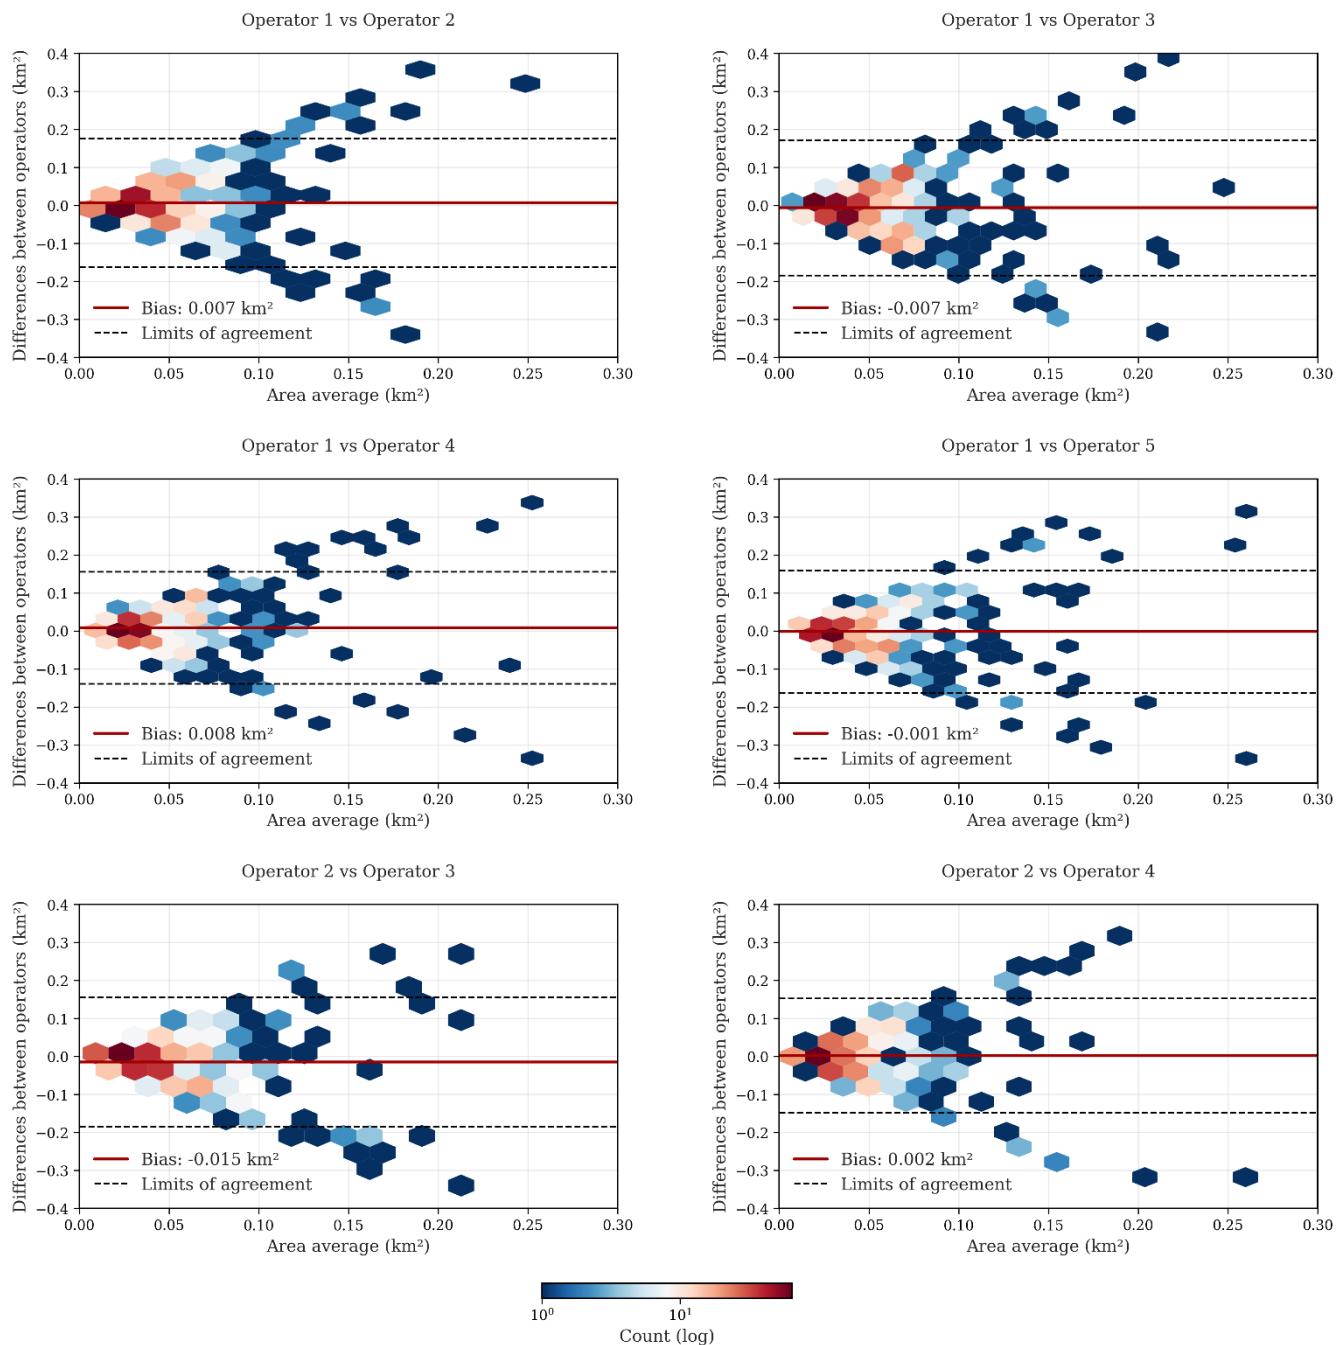 Operator 1 vs Operator 2
Differences between operators (km²)
0.4
0.3
0.2
0.1
0.0
−0.1
−0.2
−0.3
−0.4
Bias: 0.007 km²
Limits of agreement
0.00 0.05 0.10 0.15 0.20 0.25 0.30
Area average (km²)
Operator 1 vs Operator 3
Differences between operators (km²)
0.4
0.3
0.2
0.1
0.0
−0.1
−0.2
−0.3
−0.4
Bias: -0.007 km²
Limits of agreement
0.00 0.05 0.10 0.15 0.20 0.25 0.30
Area average (km²)
Operator 1 vs Operator 4
Differences between operators (km²)
0.4
0.3
0.2
0.1
0.0
−0.1
−0.2
−0.3
−0.4
Bias: 0.008 km²
Limits of agreement
0.00 0.05 0.10 0.15 0.20 0.25 0.30
Area average (km²)
Operator 1 vs Operator 5
Differences between operators (km²)
0.4
0.3
0.2
0.1
0.0
−0.1
−0.2
−0.3
−0.4
Bias: -0.001 km²
Limits of agreement
0.00 0.05 0.10 0.15 0.20 0.25 0.30
Area average (km²)
Operator 2 vs Operator 3
Differences between operators (km²)
0.4
0.3
0.2
0.1
0.0
−0.1
−0.2
−0.3
−0.4
Bias: -0.015 km²
Limits of agreement
0.00 0.05 0.10 0.15 0.20 0.25 0.30
Area average (km²)
Operator 2 vs Operator 4
Differences between operators (km²)
0.4
0.3
0.2
0.1
0.0
−0.1
−0.2
−0.3
−0.4
Bias: 0.002 km²
Limits of agreement
0.00 0.05 0.10 0.15 0.20 0.25 0.30
Area average (km²)
10⁰ 10¹
Count (log)